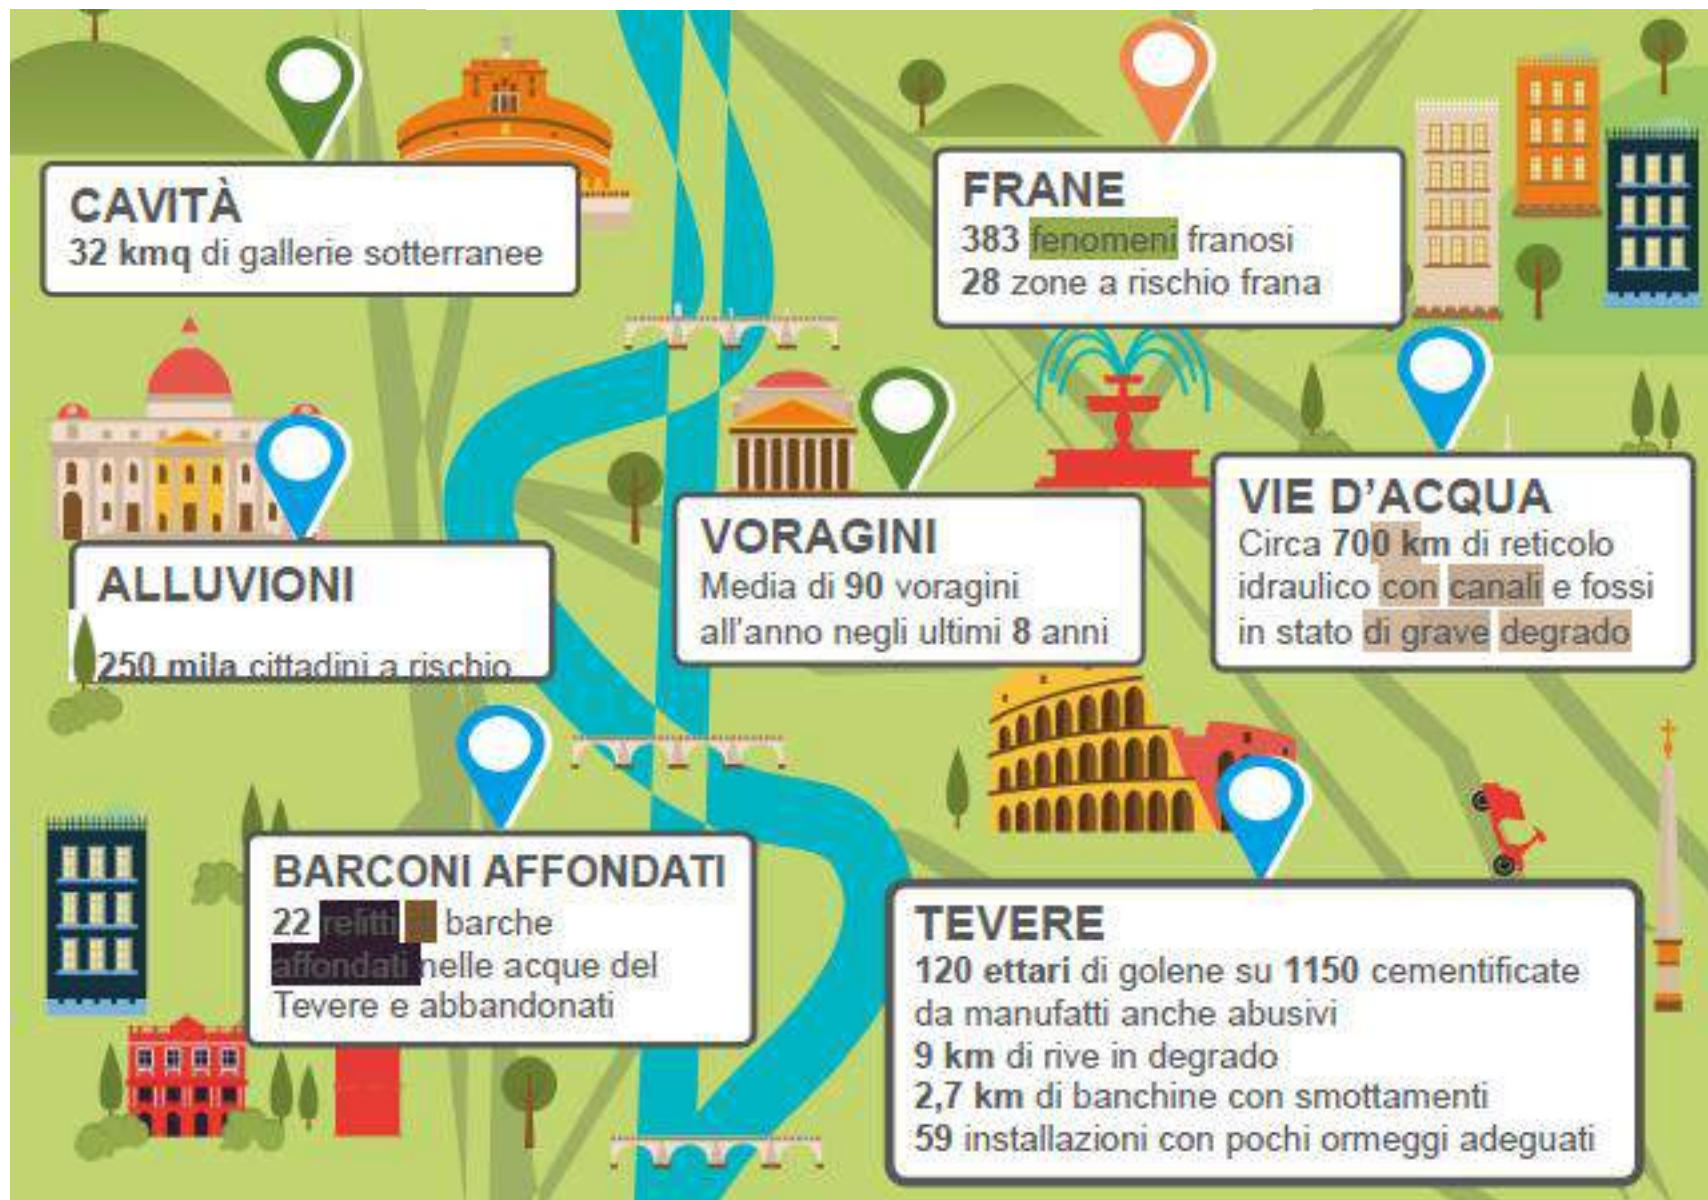 CAVITÀ
32 kmq di gallerie sotterranee
FRANE
383 fenomeni franosi
28 zone a rischio frana
VORAGINI
Media di 90 voragini
all'anno negli ultimi 8 anni
VIE D'ACQUA
Circa 700 km di reticolo
idraulico con canali e fossi
in stato di grave degrado
ALLUVIONI
250 mila cittadini a rischio
BARCONI AFFONDATI
22 relitti barche
affondati nelle acque del
Tevere e abbandonati
TEVERE
120 ettari di golene su 1150 cementificate
da manufatti anche abusivi
9 km di rive in degrado
2,7 km di banchine con smottamenti
59 installazioni con pochi ormeggi adeguati